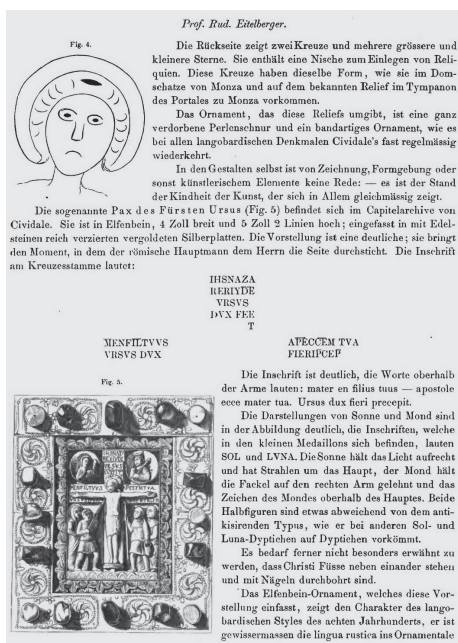 Prof. Rud. Eitelberger.
Fig. 4.
Die Rückseite zeigt zwei Kreuze und mehrere grössere und
kleinere Sterne. Sie enthält eine Nische zum Einlegen von Reli-
quien. Diese Kreuze haben dieselbe Form, wie sie im Dom-
schatze von Monza und auf dem bekannten Relief im Tympanon
des Portales zu Monza vorkommen.
Das Ornament, das diese Reliefs umgibt, ist eine ganz
verdorbene Perlenschnur und ein bandartiges Ornament, wie es
bei allen langobardischen Denkmalen Cividale's fast regelmässig
wiederkehrt.
In den Gestalten selbst ist von Zeichnung, Formgebung oder
sonst künstlerischem Elemente keine Rede: — es ist der Stand
der Kindheit der Kunst, der sich in Allem gleichmässig zeigt.
Die sogenannte Pax des Fürsten Ursus (Fig. 5) befindet sich im Capitelarchive von
Cividale. Sie ist in Elfenbein, 4 Zoll breit und 5 Zoll 2 Linien hoch; eingefasst in mit Edel-
steinen reich verzierten vergoldeten Silberplatten. Die Vorstellung ist eine deutliche; sie bringt
den Moment, in dem der römische Hauptmann dem Herrn die Seite durchsticht. Die Inschrift
am Kreuzesstamme lautet:
IHSNAZA
RERIYDE
VRSVS
DVX FEE
T
MENFILTVVS
VRSVS DVX
APECCEM TVA
FIERIPCEP
Die Inschrift ist deutlich, die Worte oberhalb
der Arme lauten: mater en filius tuus — apostole
ecce mater tua. Ursus dux fieri precepit.
Fig. 5.
Die Darstellungen von Sonne und Mond sind
in der Abbildung deutlich, die Inschriften, welche
in den kleinen Medaillons sich befinden, lauten
SOL und LVNA. Die Sonne hält das Licht aufrecht
und hat Strahlen um das Haupt, der Mond hält
die Fackel auf den rechten Arm gelehnt und das
Zeichen des Mondes oberhalb des Hauptes. Beide
Halbfiguren sind etwas abweichend von dem anti-
kisirenden Typus, wie er bei anderen Sol- und
Luna-Dyptichen auf Dyptichen vorkömmt.
Es bedarf ferner nicht besonders erwähnt zu
werden, dass Christi Füsse neben einander stehen
und mit Nägeln durchbohrt sind.
Das Elfenbein-Ornament, welches diese Vor-
stellung einfasst, zeigt den Charakter des lango-
bardischen Styles des achten Jahrhunderts, er ist
gewissermassen die lingua rustica ins Ornamentale